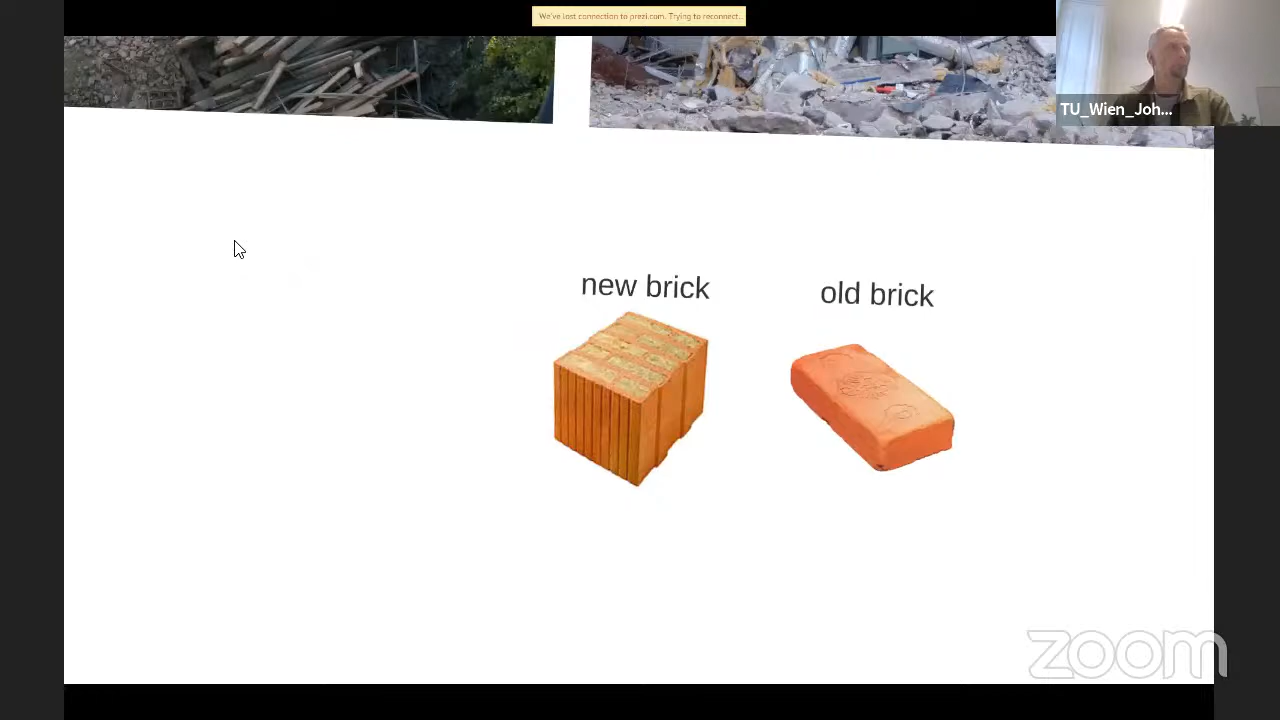 We've lost connection to prezi.com. Trying to reconnect...
TU_Wien_Joh...
new brick
old brick
zoom